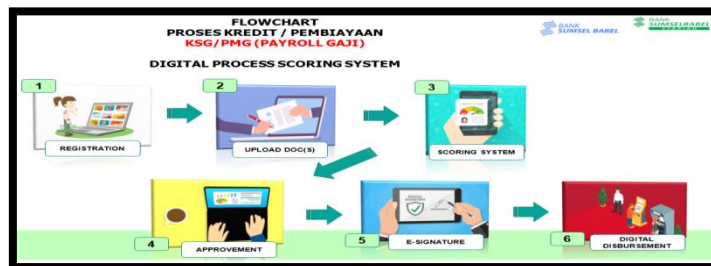 FLOWCHART
PROSES KREDIT / PEMBIAYAAN
KSG/PMG (PAYROLL GAJI)
DIGITAL PROCESS SCORING SYSTEM
BANK
SUMSEL BABEL
BANK
SUMSELBABEL
SYARIAH
1
REGISTRATION
2
UPLOAD DOC(S)
3
SCORING SYSTEM
4
APPROVEMENT
5
E-SIGNATURE
6
DIGITAL
DISBURSEMENT